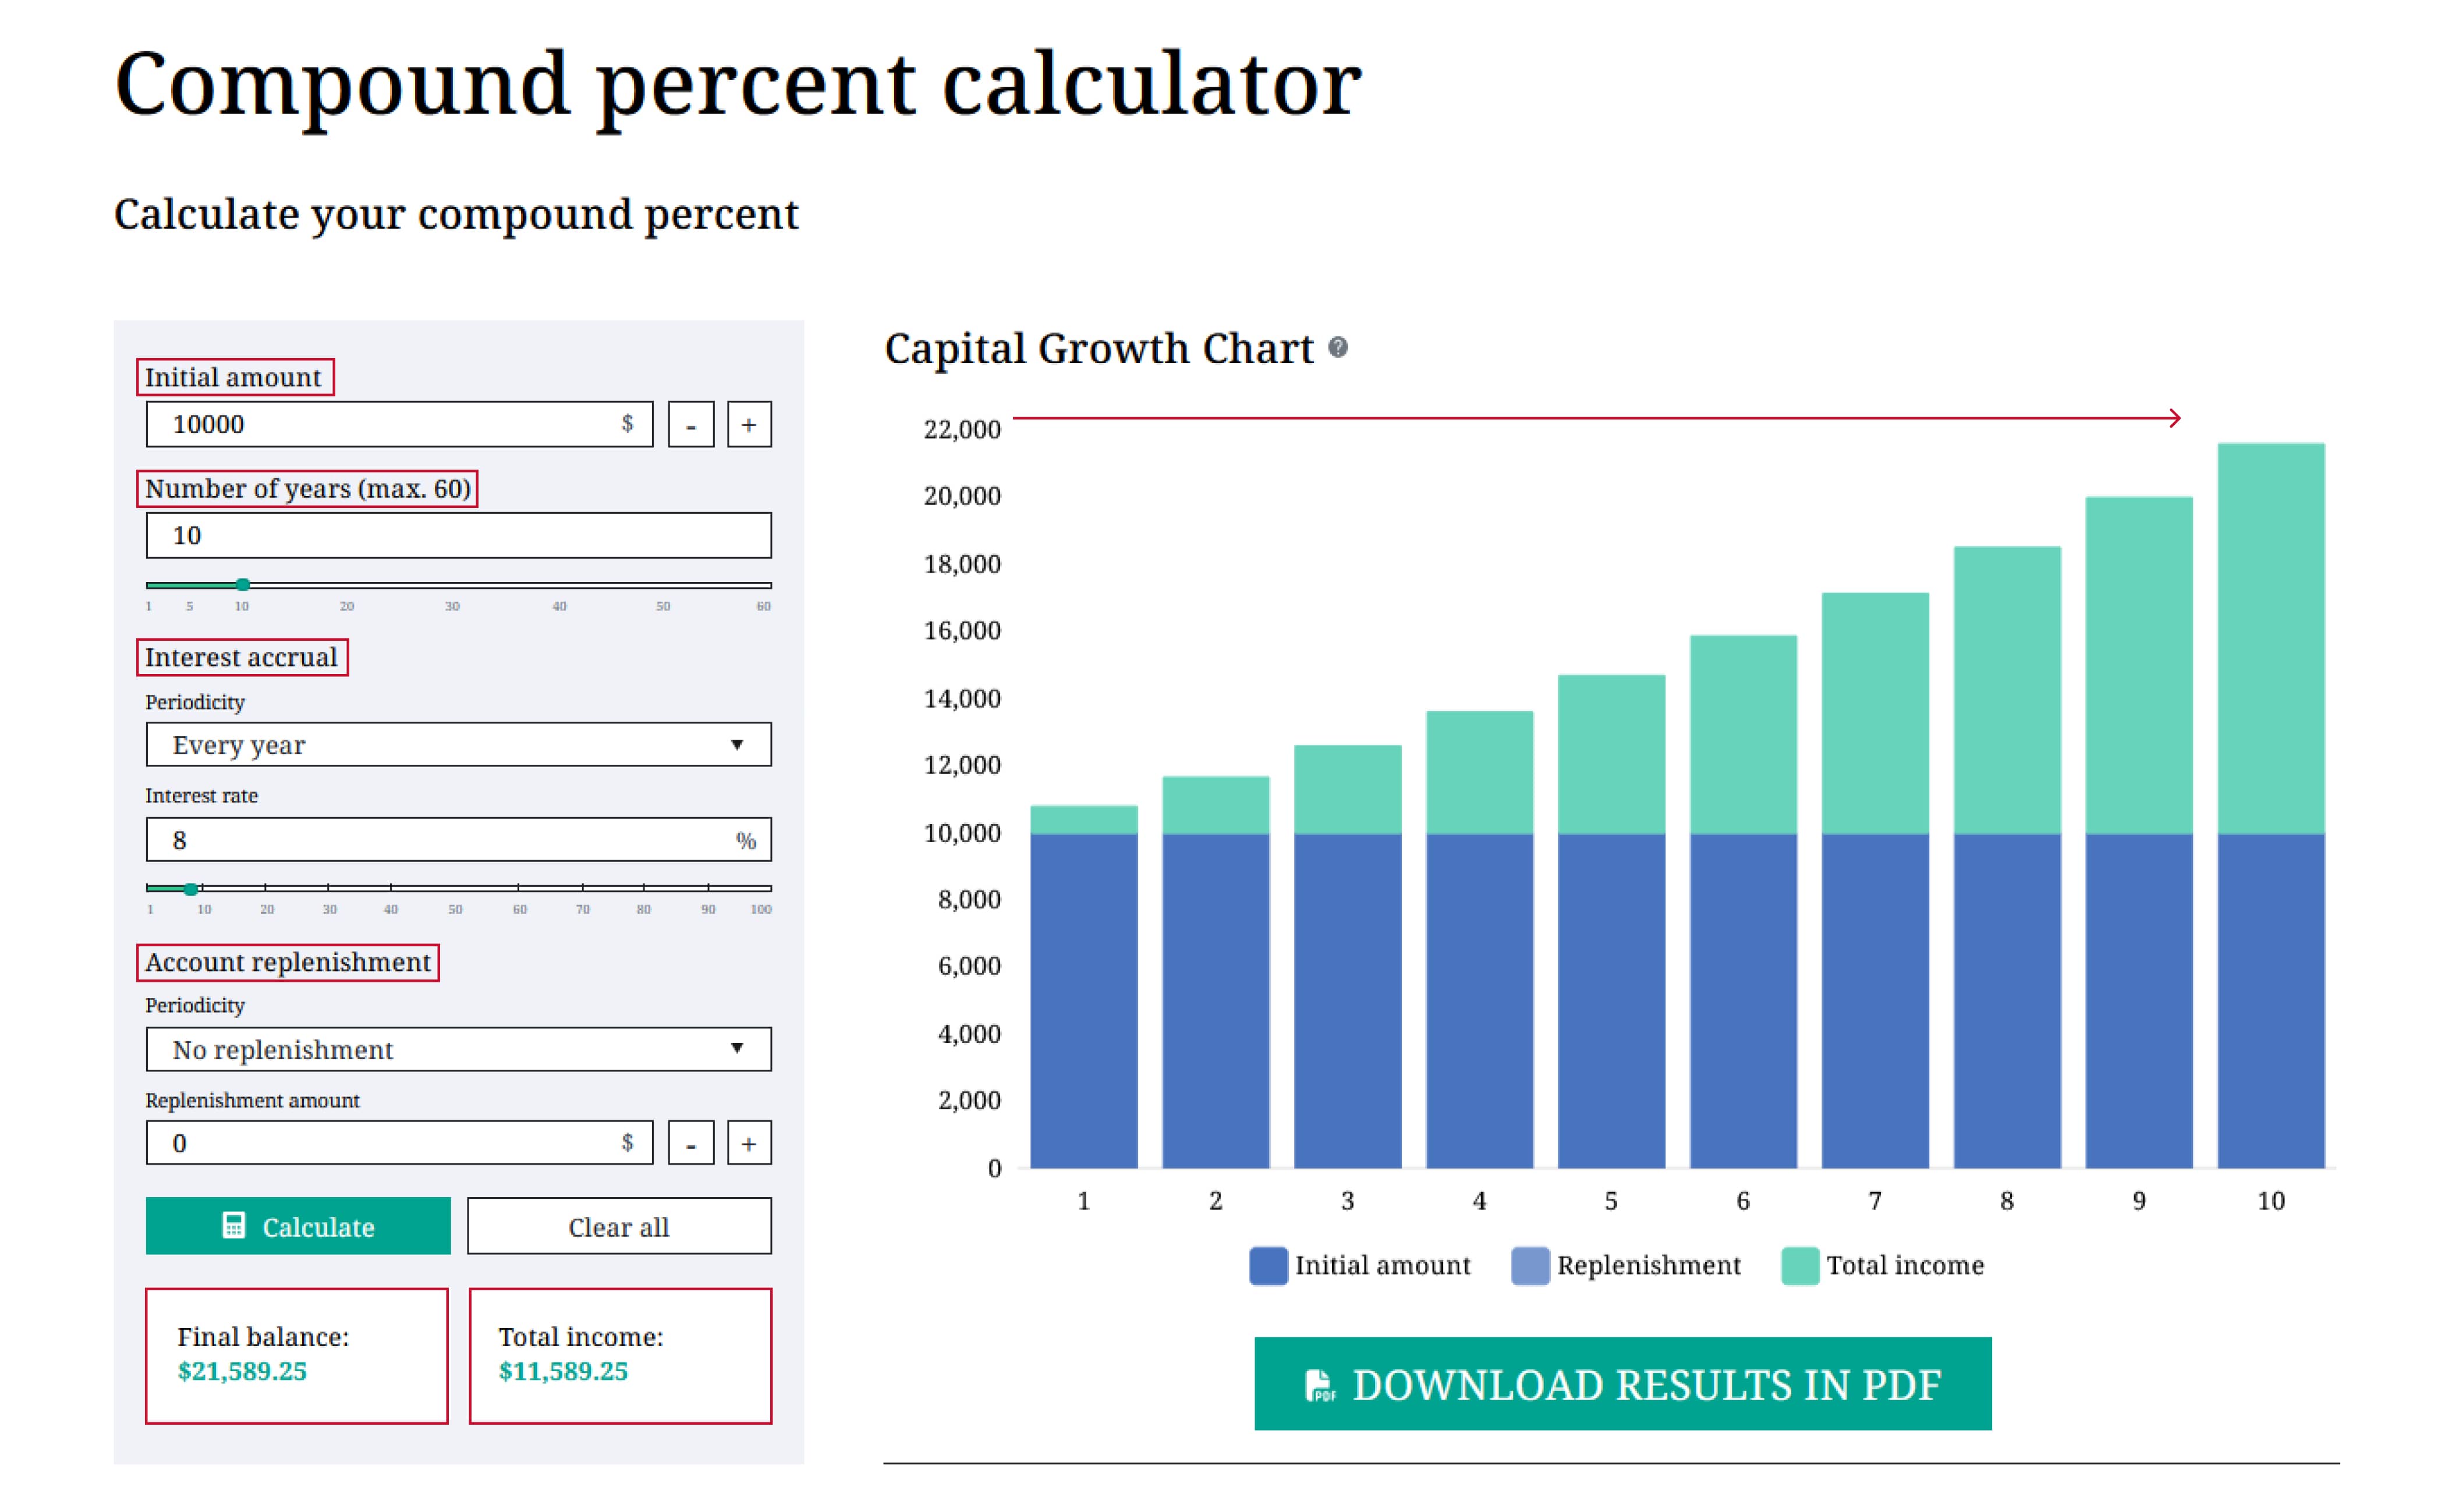 Compound percent calculator
Calculate your compound percent
Initial amount
10000 $ - +
Number of years (max. 60)
10
1 5 10 20 30 40 50 60
Interest accrual
Periodicity
Every year
Interest rate
8 %
1 10 20 30 40 50 60 70 80 90 100
Account replenishment
Periodicity
No replenishment
Replenishment amount
0 $ - +
Calculate Clear all
Final balance: Total income:
$21,589.25 $11,589.25
Capital Growth Chart ?
22,000
20,000
18,000
16,000
14,000
12,000
10,000
8,000
6,000
4,000
2,000
0
1 2 3 4 5 6 7 8 9 10
Initial amount Replenishment Total income
PDF DOWNLOAD RESULTS IN PDF